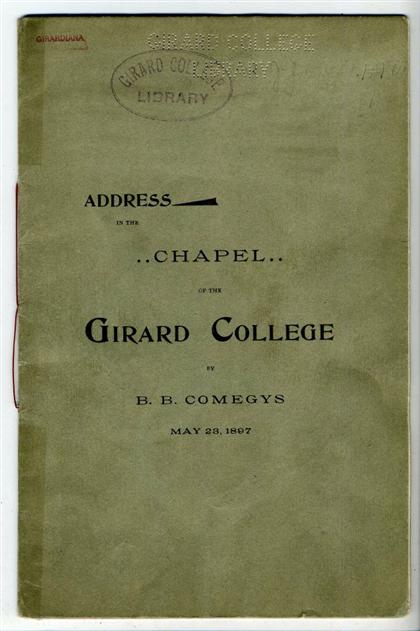 GIRARDIANA
GIRARD COLLEGE
LIBRARY
GIRARD COLLEGE
LIBRARY
ADDRESS
IN THE
..CHAPEL..
OF THE
GIRARD COLLEGE
BY
B. B. COMEGYS
MAY 23, 1897